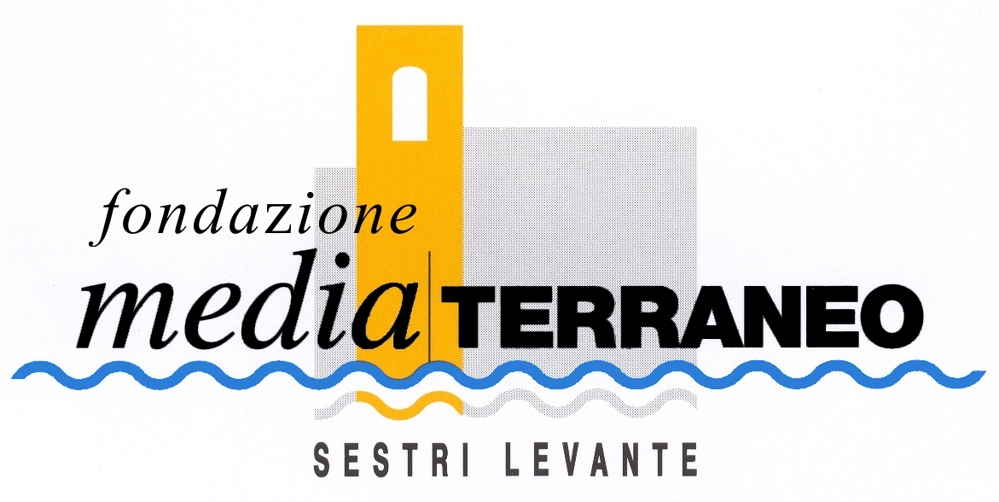 fondazione
media|TERRANEO
SESTRI LEVANTE